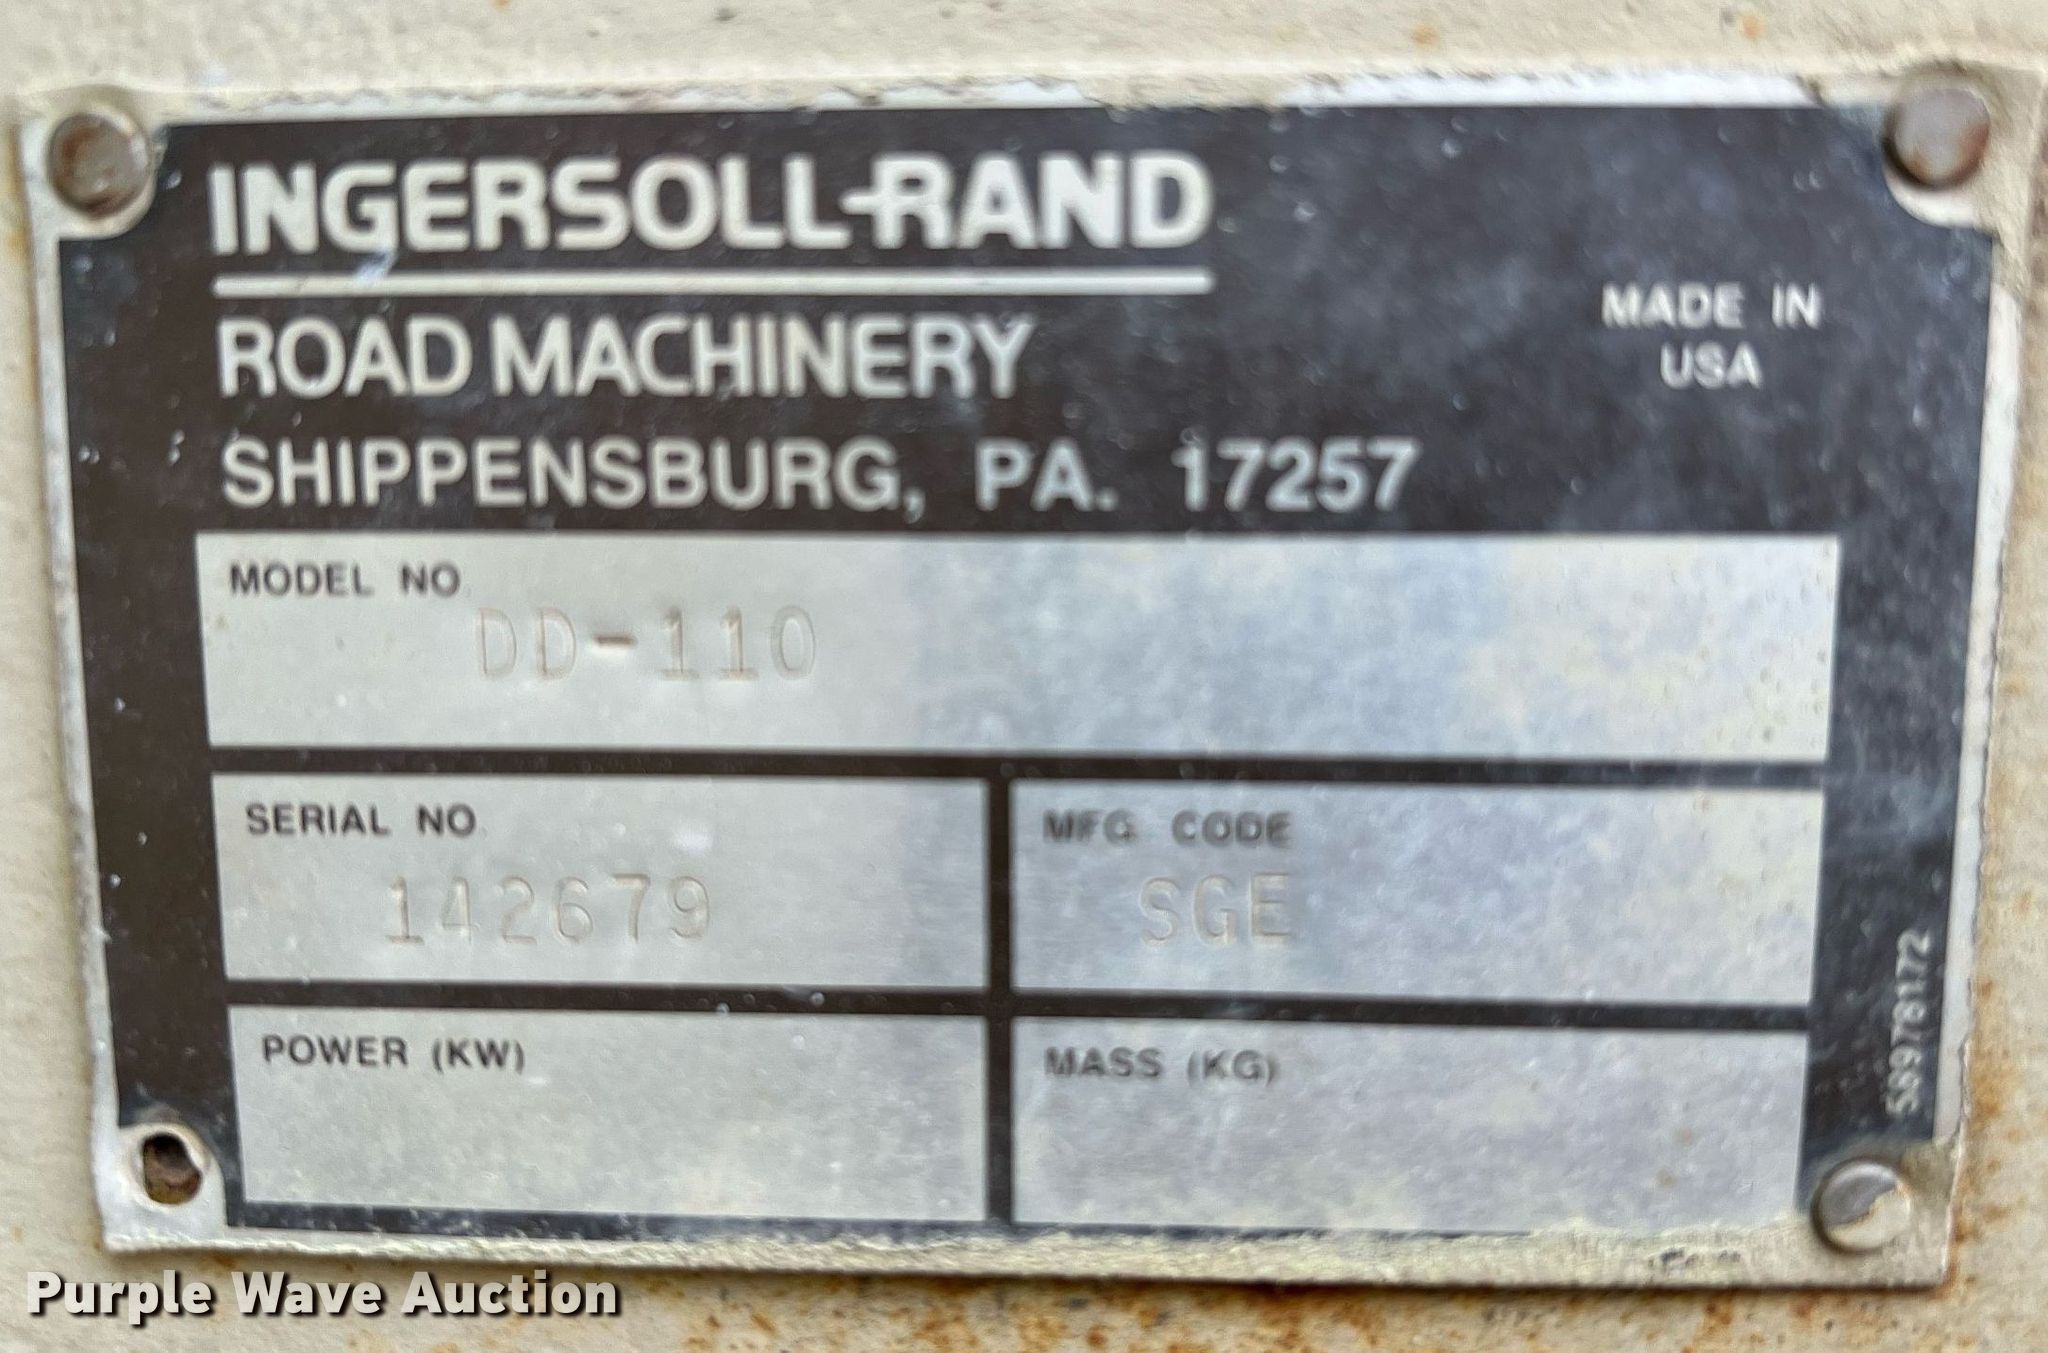 INGERSOLL-RAND
ROAD MACHINERY
MADE IN
USA
SHIPPENSBURG, PA. 17257
MODEL NO.
DD-110
SERIAL NO.
142679
MFG CODE
SGE
POWER (KW)
MASS (KG)
59978172
Purple Wave Auction